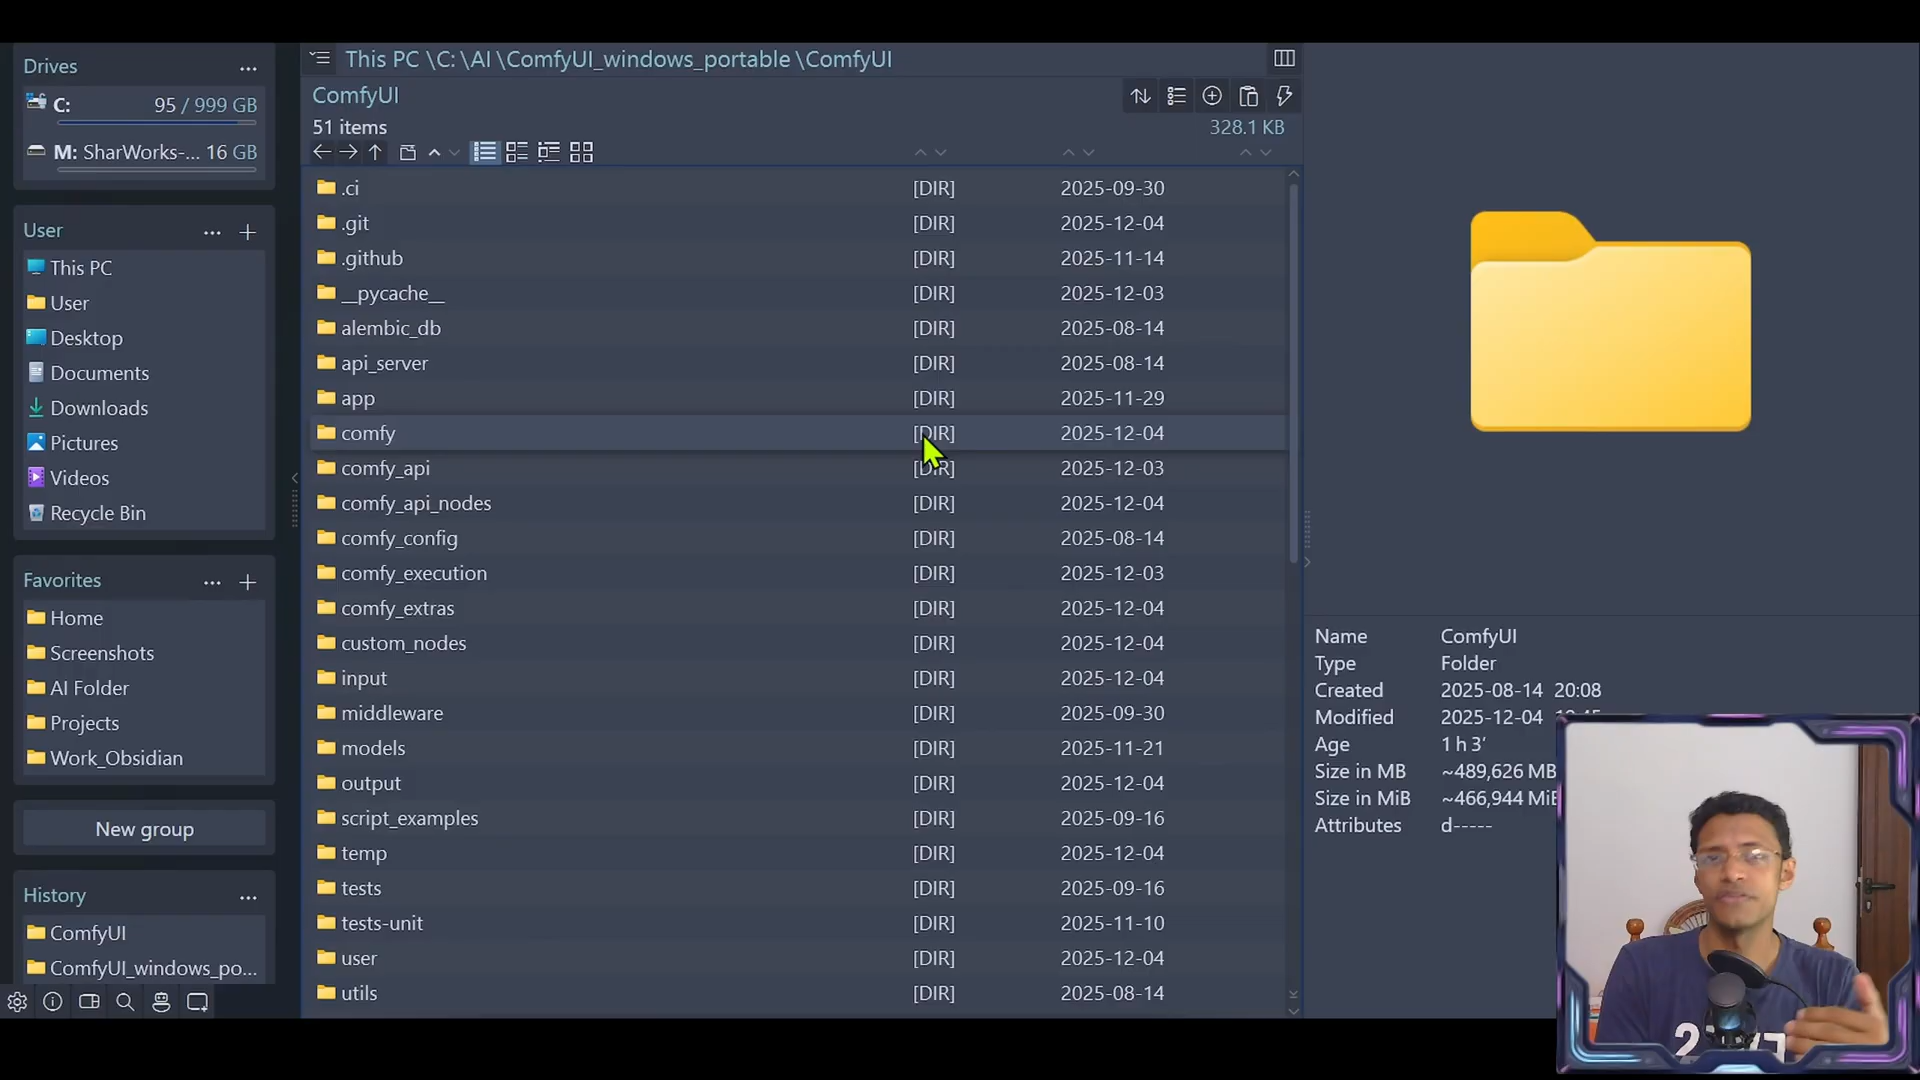 Drives
C: 95 / 999 GB
M: SharWorks-... 16 GB
User
This PC
User
Desktop
Documents
Downloads
Pictures
Videos
Recycle Bin
Favorites
Home
Screenshots
AI Folder
Projects
Work_Obsidian
New group
History
ComfyUI
ComfyUI_windows_po...
This PC \C: \AI \ComfyUI_windows_portable \ComfyUI
ComfyUI
51 items 328.1 KB
.ci [DIR] 2025-09-30
.git [DIR] 2025-12-04
.github [DIR] 2025-11-14
__pycache__ [DIR] 2025-12-03
alembic_db [DIR] 2025-08-14
api_server [DIR] 2025-08-14
app [DIR] 2025-11-29
comfy [DIR] 2025-12-04
comfy_api [DIR] 2025-12-03
comfy_api_nodes [DIR] 2025-12-04
comfy_config [DIR] 2025-08-14
comfy_execution [DIR] 2025-12-03
comfy_extras [DIR] 2025-12-04
custom_nodes [DIR] 2025-12-04
input [DIR] 2025-12-04
middleware [DIR] 2025-09-30
models [DIR] 2025-11-21
output [DIR] 2025-12-04
script_examples [DIR] 2025-09-16
temp [DIR] 2025-12-04
tests [DIR] 2025-09-16
tests-unit [DIR] 2025-11-10
user [DIR] 2025-12-04
utils [DIR] 2025-08-14
Name ComfyUI
Type Folder
Created 2025-08-14 20:08
Modified 2025-12-04
Age 1 h 3′
Size in MB ~489,626 MB
Size in MiB ~466,944 MiB
Attributes d-----